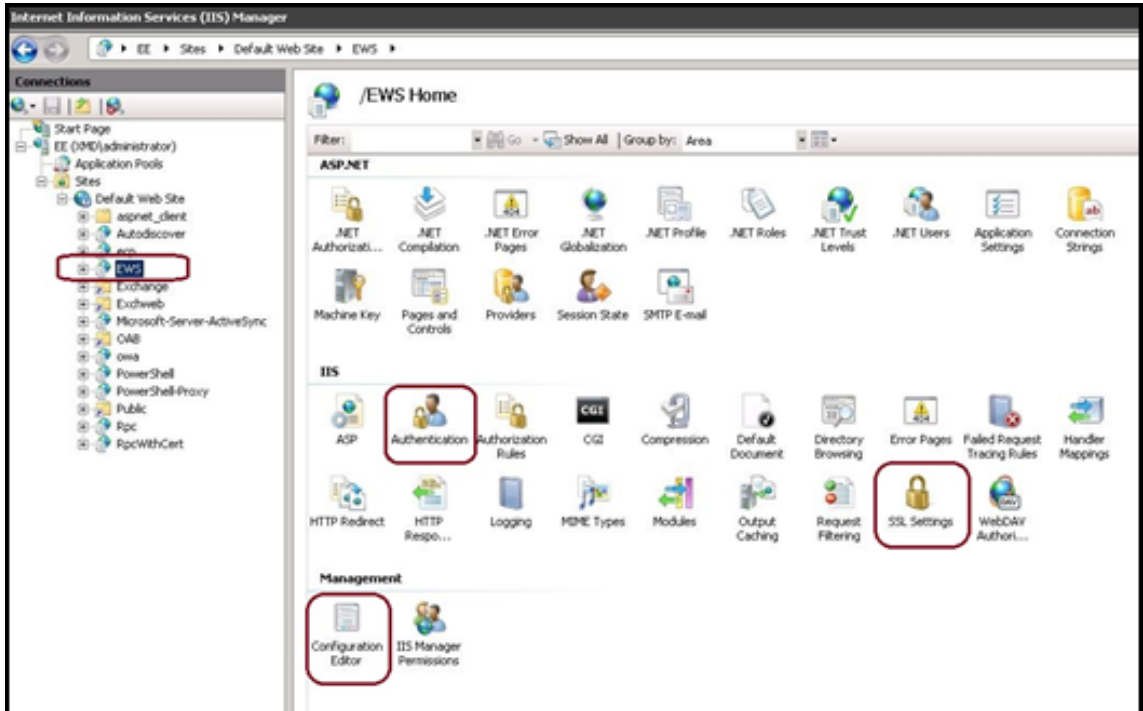 Internet Information Services (IIS) Manager
EE Sites Default Web Site EWS
Connections
Start Page
EE (XMD\administrator)
Application Pools
Sites
Default Web Site
aspnet_client
Autodiscover
ecp
EWS
Exchange
Exchweb
Microsoft-Server-ActiveSync
OAB
owa
PowerShell
PowerShell-Proxy
Public
Rpc
RpcWithCert
/EWS Home
Filter: Go Show All Group by: Area
ASP.NET
.NET Authorizati...
.NET Compilation
.NET Error Pages
.NET Globalization
.NET Profile
.NET Roles
.NET Trust Levels
.NET Users
Application Settings
Connection Strings
Machine Key
Pages and Controls
Providers
Session State
SMTP E-mail
IIS
ASP
Authentication
Authorization Rules
CGI
Compression
Default Document
Directory Browsing
Error Pages
Failed Request Tracing Rules
Handler Mappings
HTTP Redirect
HTTP Respo...
Logging
MIME Types
Modules
Output Caching
Request Filtering
SSL Settings
WebDAV Authori...
Management
Configuration Editor
IIS Manager Permissions